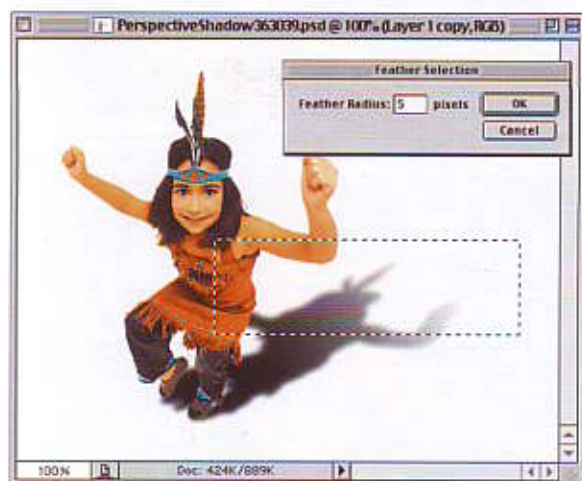 PerspectiveShadow363039.psd @ 100% (Layer 1 copy, RGB)
Feather Selection
Feather Radius: 5 pixels
OK
Cancel
100%
Doc: 424K/889K